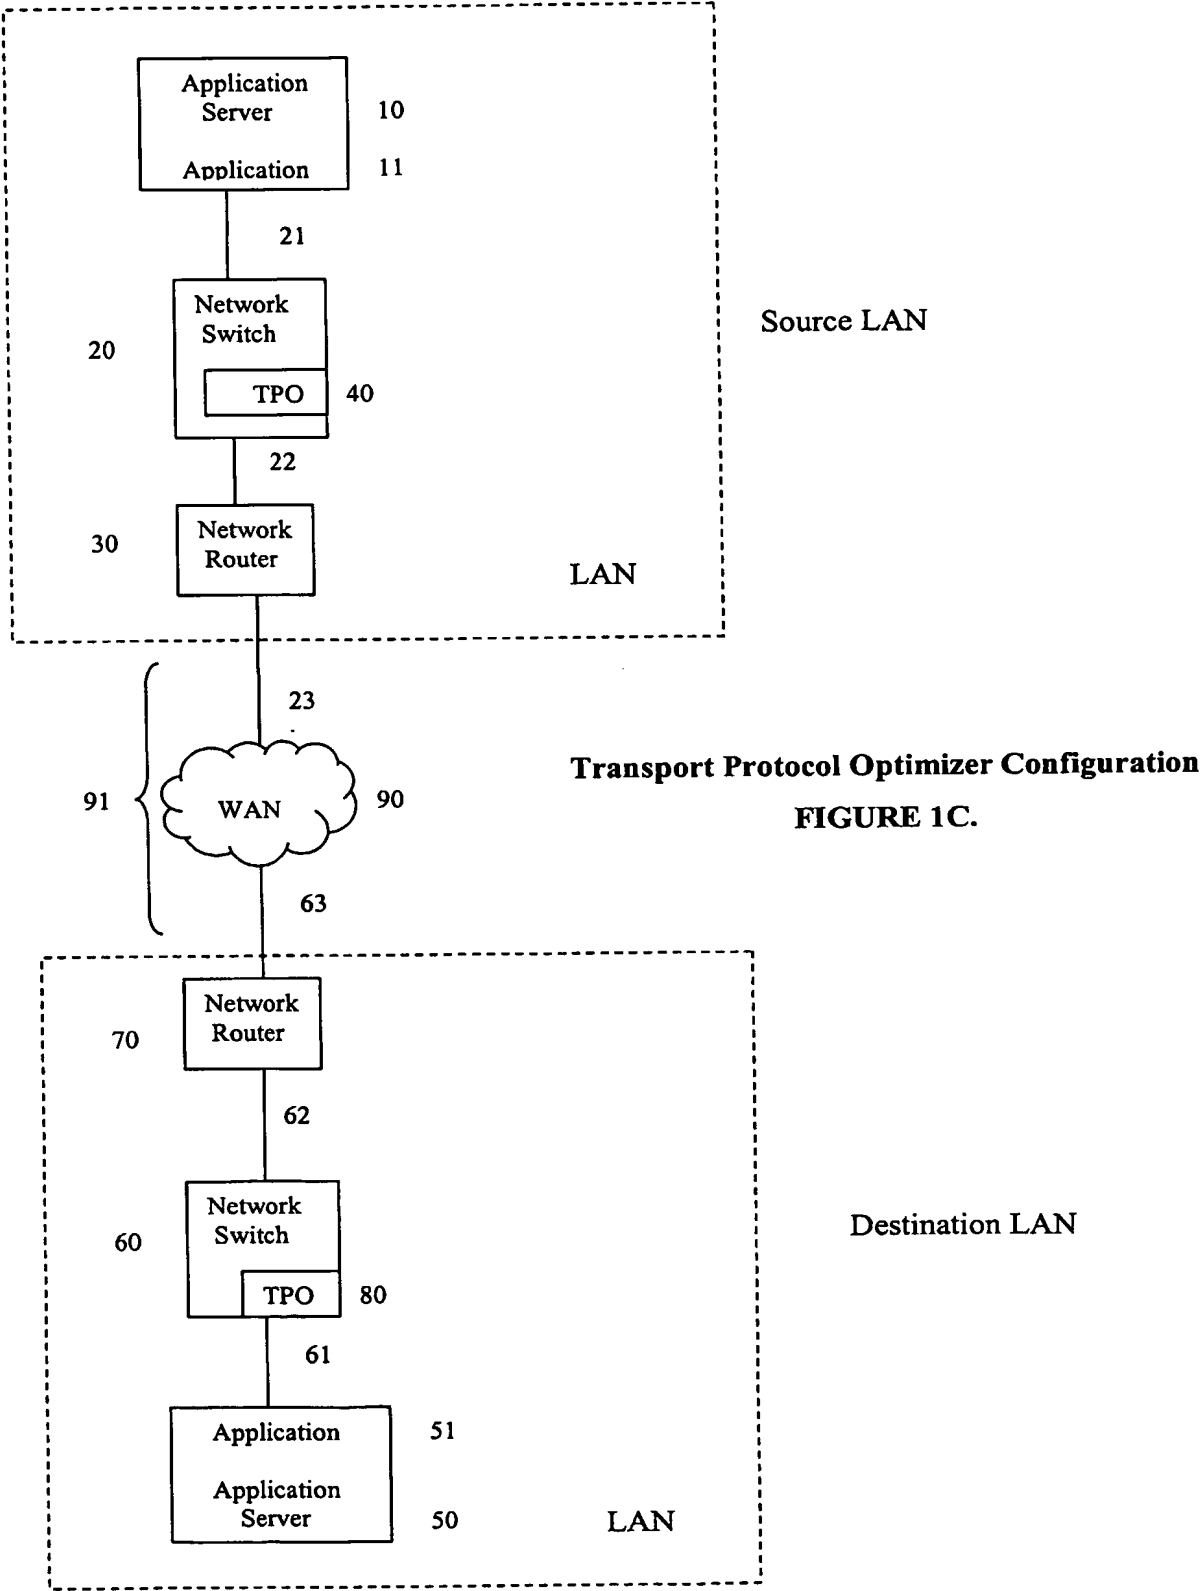 Application
Server
10
Application
11
21
Network
Switch
20
TPO
40
22
Network
Router
30
LAN
Source LAN
23
91
WAN
90
Transport Protocol Optimizer Configuration
FIGURE 1C.
63
Network
Router
70
62
Network
Switch
60
TPO
80
61
Destination LAN
Application
51
Application
Server
50
LAN